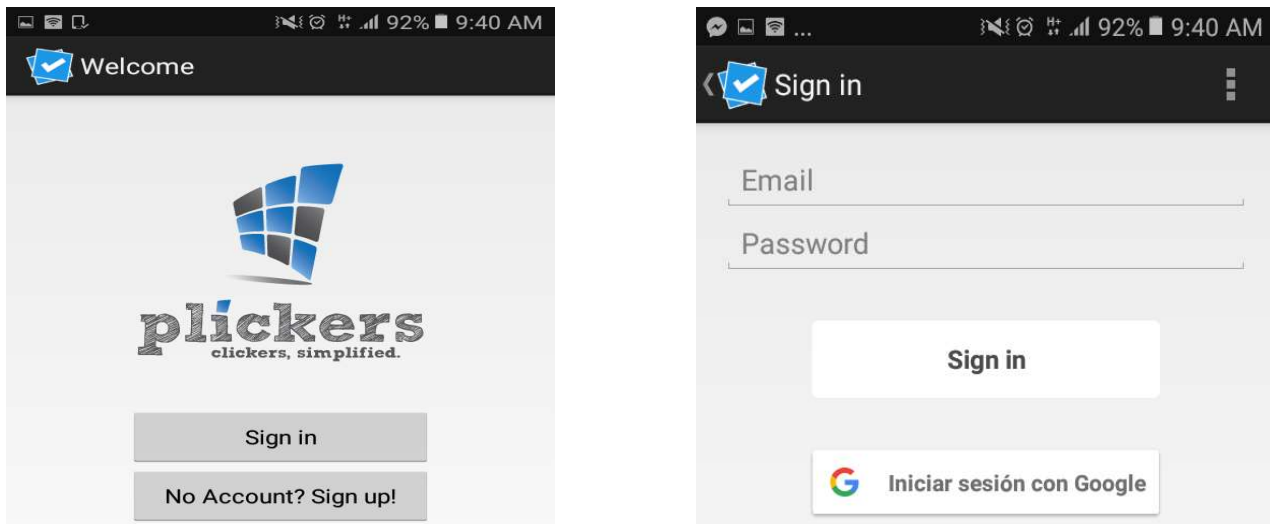 92% 9:40 AM
Welcome
plickers
clickers, simplified.
Sign in
No Account? Sign up!
... H+ 92% 9:40 AM
Sign in
Email
Password
Sign in
G Iniciar sesión con Google